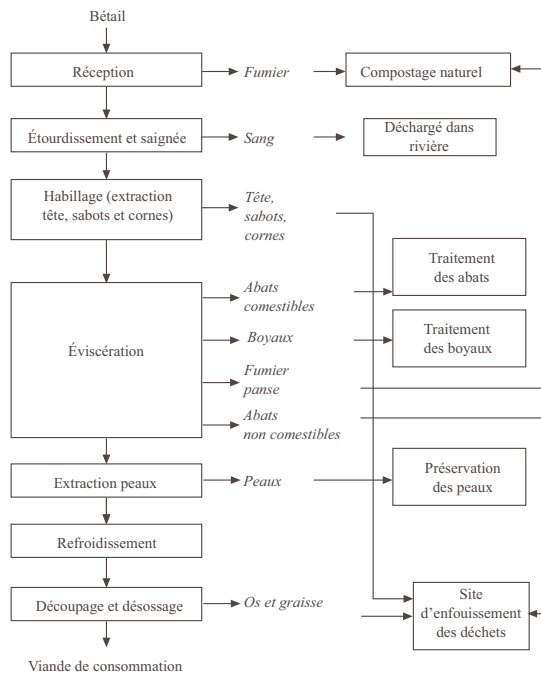 Bétail
Réception
Fumier
Compostage naturel
Étourdissement et saignée
Sang
Déchargé dans
rivière
Habillage (extraction
tête, sabots et cornes)
Tête,
sabots,
cornes
Éviscération
Abats
comestibles
Traitement
des abats
Boyaux
Traitement
des boyaux
Fumier
panse
Abats
non comestibles
Extraction peaux
Peaux
Préservation
des peaux
Refroidissement
Découpage et désossage
Os et graisse
Site
d'enfouissement
des déchets
Viande de consommation